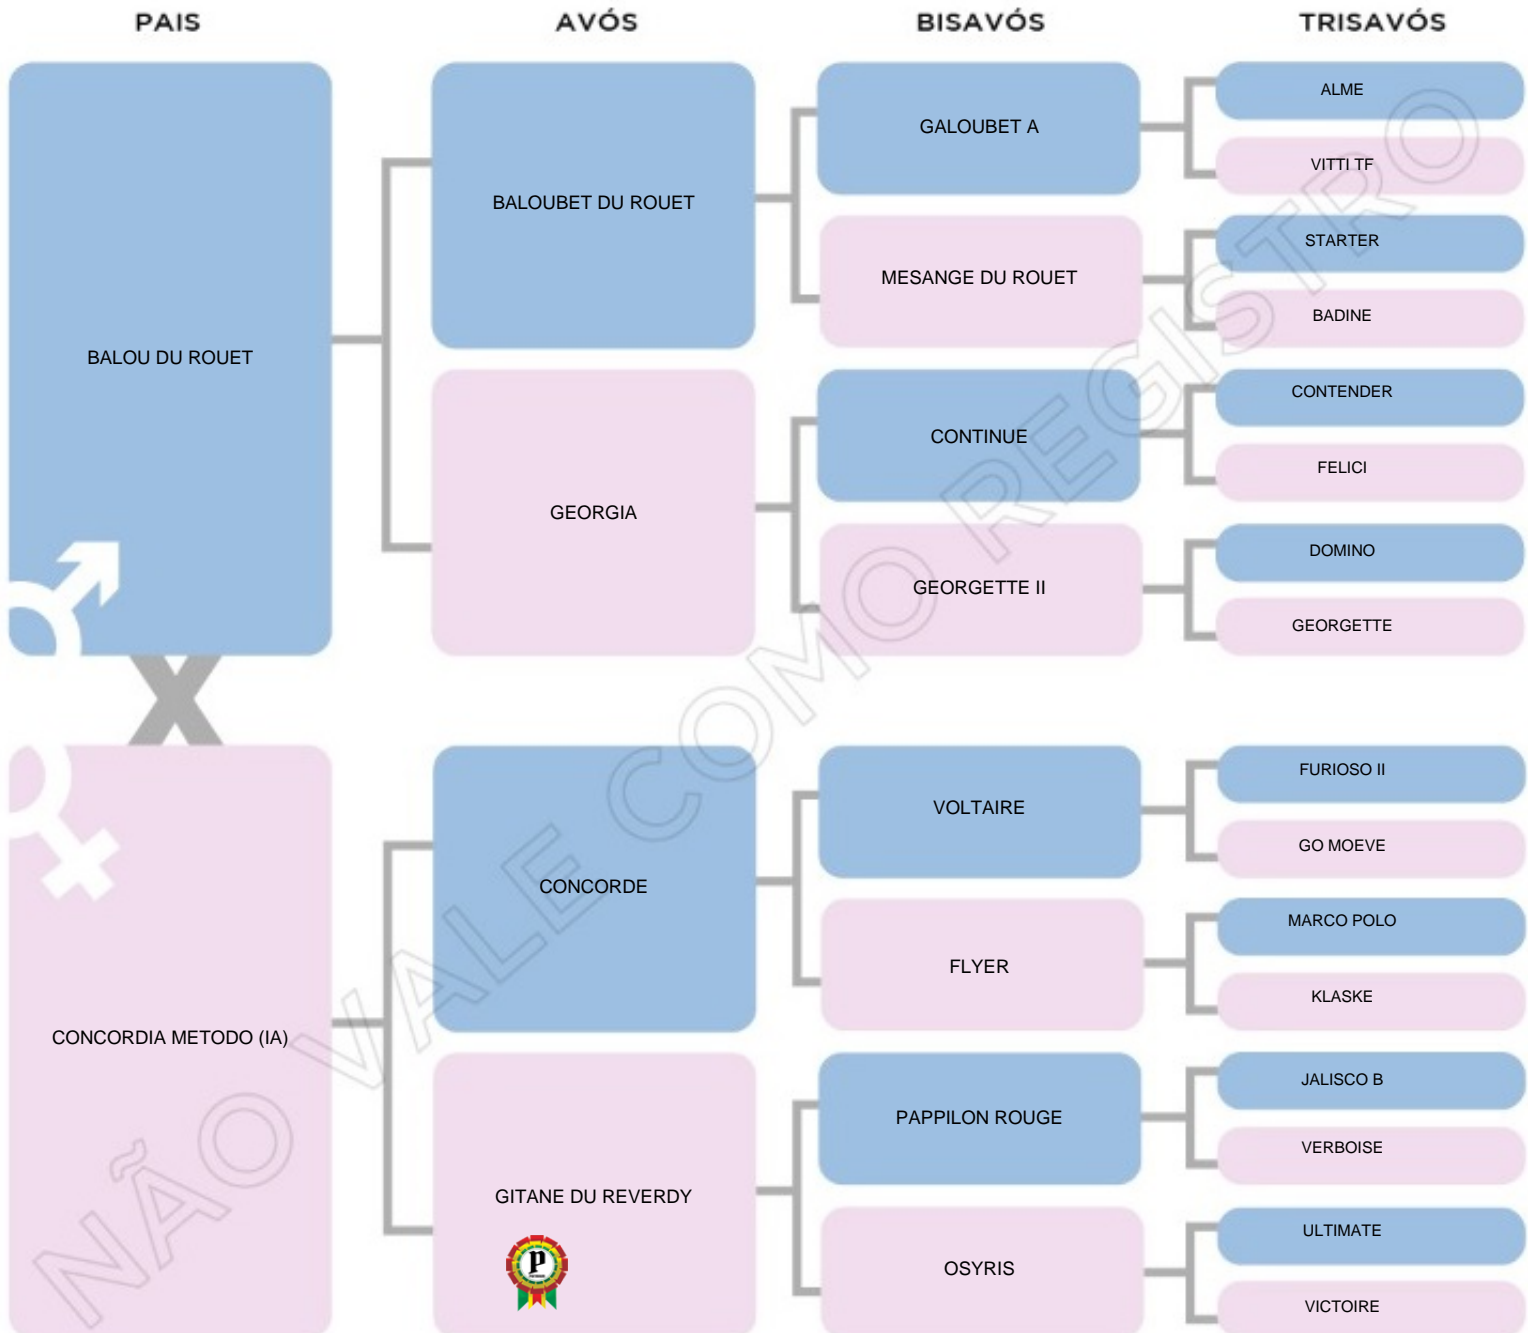 PAIS
AVÓS
BISAVÓS
TRISAVÓS
BALOU DU ROUET
BALOUBET DU ROUET
GALOUBET A
ALME
VITTI TF
MESANGE DU ROUET
STARTER
BADINE
GEORGIA
CONTINUE
CONTENDER
FELICI
GEORGETTE II
DOMINO
GEORGETTE
X
CONCORDIA METODO (IA)
CONCORDE
VOLTAIRE
FURIOSO II
GO MOEVE
FLYER
MARCO POLO
KLASKE
GITANE DU REVERDY
P
PAPPILON ROUGE
JALISCO B
VERBOISE
OSYRIS
ULTIMATE
VICTOIRE
NÃO VALE COMO REGISTRO